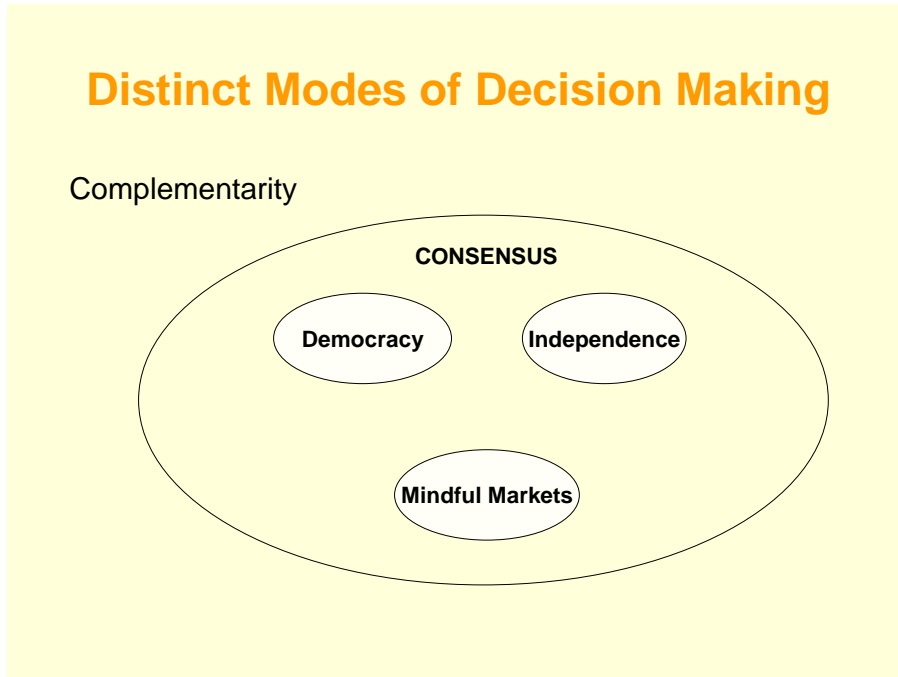 Distinct Modes of Decision Making
Complementarity
CONSENSUS
Democracy
Independence
Mindful Markets